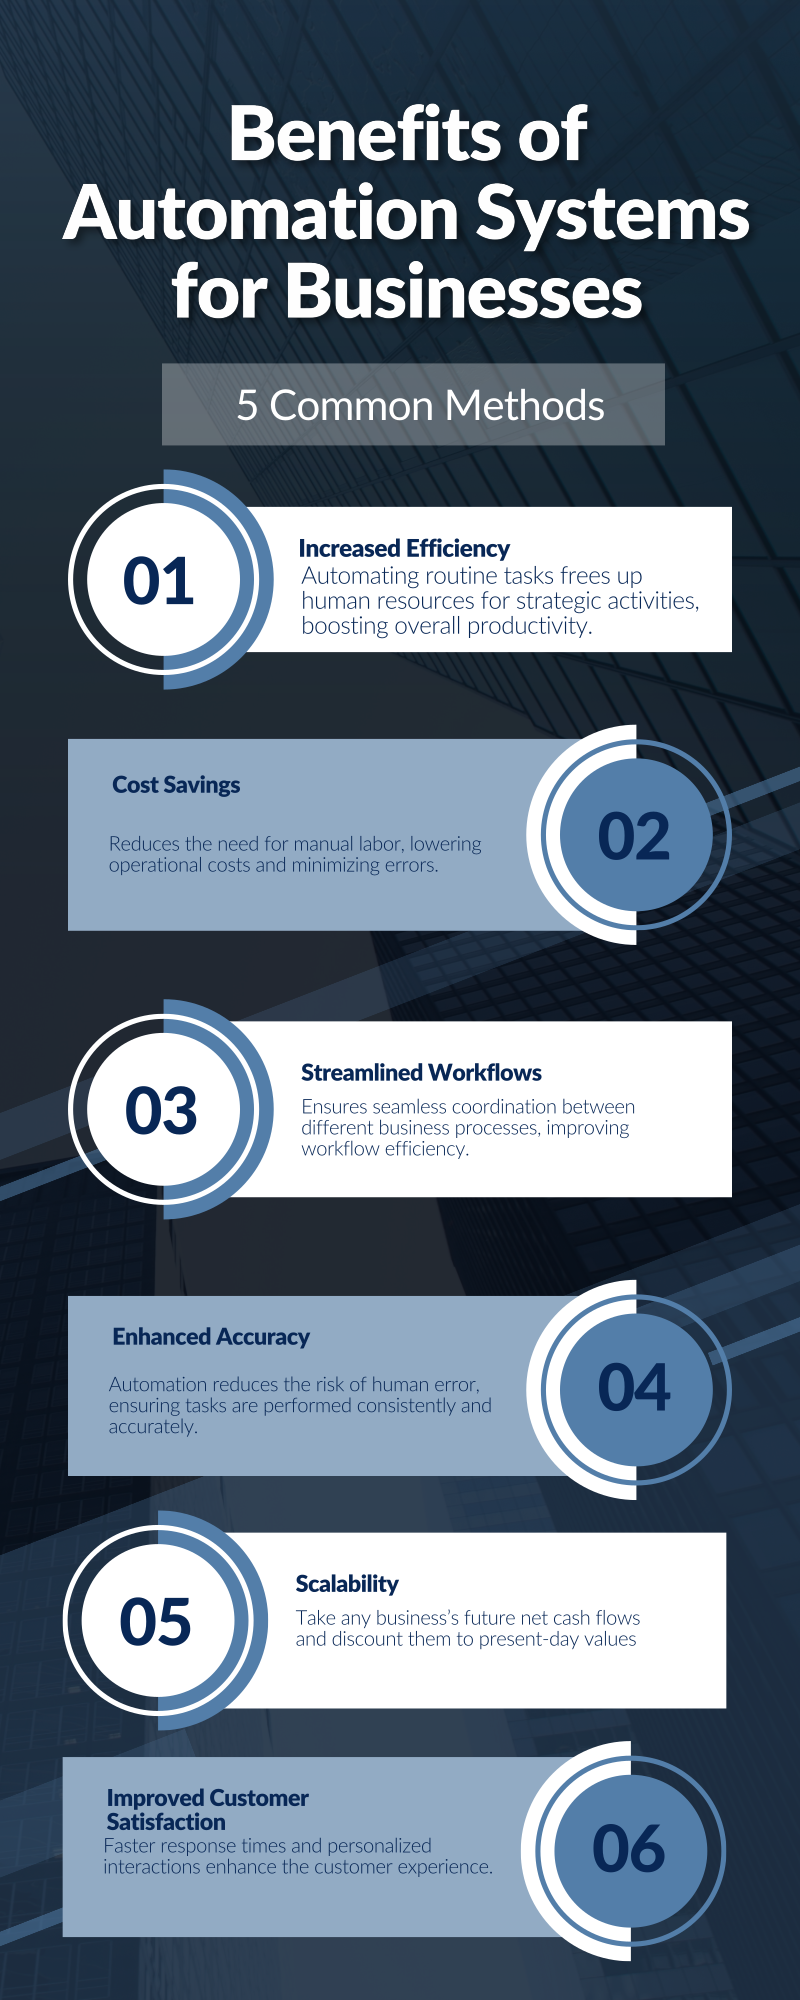 Benefits of
Automation Systems
for Businesses
5 Common Methods
01
Increased Efficiency
Automating routine tasks frees up
human resources for strategic activities,
boosting overall productivity.
Cost Savings
Reduces the need for manual labor, lowering
operational costs and minimizing errors.
02
03
Streamlined Workflows
Ensures seamless coordination between
different business processes, improving
workflow efficiency.
Enhanced Accuracy
Automation reduces the risk of human error,
ensuring tasks are performed consistently and
accurately.
04
05
Scalability
Take any business’s future net cash flows
and discount them to present-day values
Improved Customer
Satisfaction
Faster response times and personalized
interactions enhance the customer experience.
06